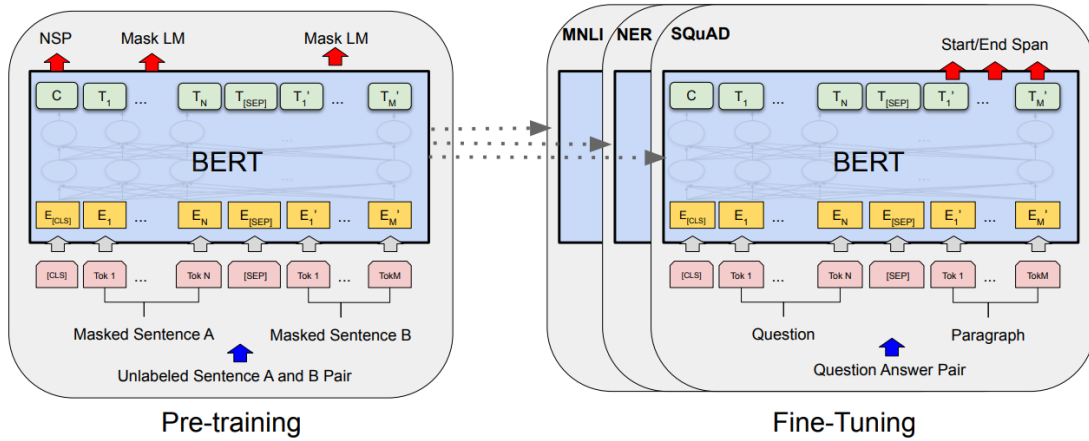 NSP Mask LM Mask LM
C T1 ... TN T[SEP] T1' ... TM'
...
BERT
...
E[CLS] E1 ... EN E[SEP] E1' ... EM'
[CLS] Tok 1 ... Tok N [SEP] Tok 1 ... TokM
Masked Sentence A Masked Sentence B
Unlabeled Sentence A and B Pair
Pre-training
MNLI NER SQuAD
Start/End Span
C T1 ... TN T[SEP] T1' ... TM'
...
BERT
...
E[CLS] E1 ... EN E[SEP] E1' ... EM'
[CLS] Tok 1 ... Tok N [SEP] Tok 1 ... TokM
Question Paragraph
Question Answer Pair
Fine-Tuning